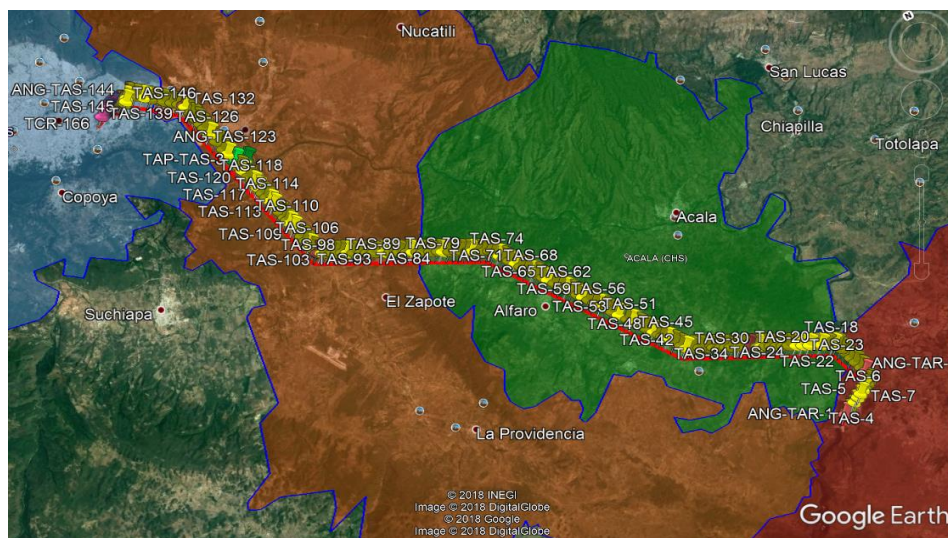 Nucatili
San Lucas
ANG-TAS-144
TAS-146
TAS-132
TAS-145
TAS-139
TAS-126
TCR-166
ANG-TAS-123
Chiapilla
Totolapa
TAP-TAS-3
TAS-118
TAS-120
TAS-114
Copoya
TAS-117
TAS-113
TAS-110
Acala
TAS-109
TAS-106
TAS-98
TAS-89
TAS-79
TAS-74
TAS-103
TAS-93
TAS-84
TAS-71
TAS-68
ACALA (CHS)
TAS-65
TAS-62
El Zapote
TAS-59
TAS-56
Suchiapa
Alfaro
TAS-53
TAS-51
TAS-48
TAS-45
TAS-42
TAS-30
TAS-20
TAS-18
TAS-34
TAS-24
TAS-23
TAS-22
ANG-TAR-
TAS-6
TAS-5
TAS-7
ANG-TAR-1
TAS-4
La Providencia
© 2018 INEGI
Image © 2018 DigitalGlobe
© 2018 Google
Image © 2018 DigitalGlobe
Google Earth